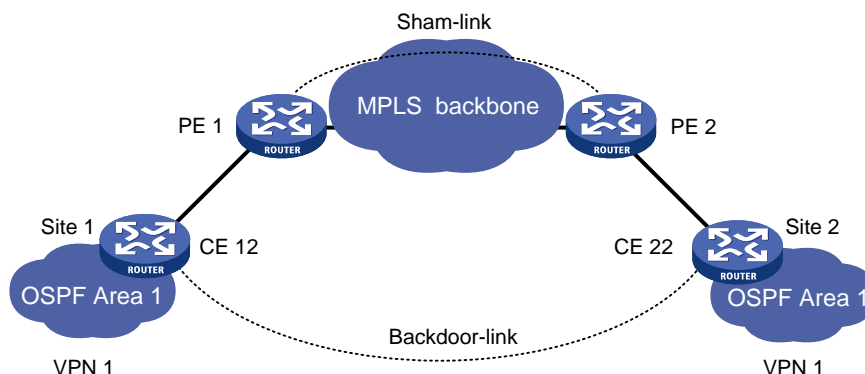 Sham-link
MPLS backbone
PE 1
ROUTER
ROUTER
PE 2
Site 1
CE 12
ROUTER
OSPF Area 1
VPN 1
Site 2
CE 22
ROUTER
OSPF Area 1
VPN 1
Backdoor-link